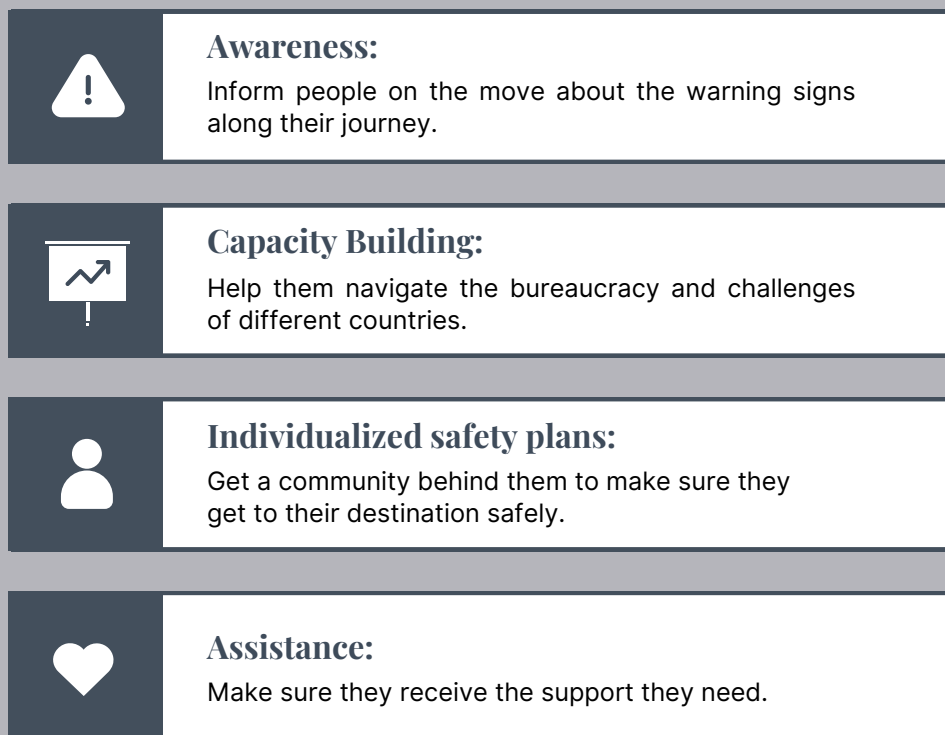 Awareness:
Inform people on the move about the warning signs
along their journey.
Capacity Building:
Help them navigate the bureaucracy and challenges
of different countries.
Individualized safety plans:
Get a community behind them to make sure they
get to their destination safely.
Assistance:
Make sure they receive the support they need.